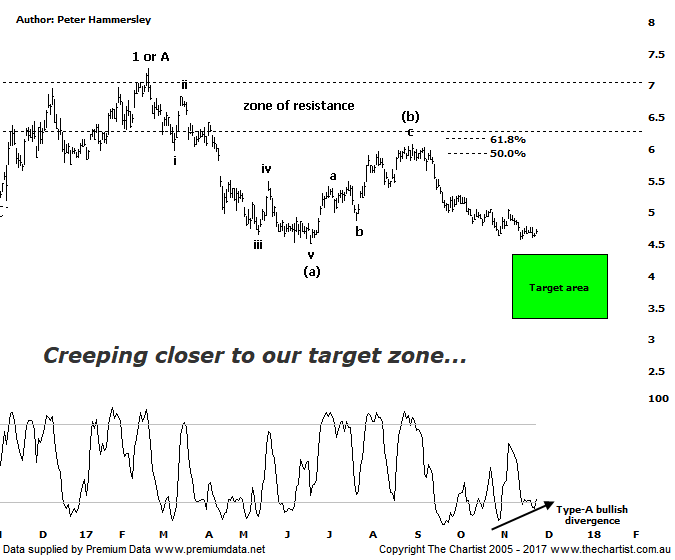 Author: Peter Hammersley
8
7.5
1 or A
7
ii
zone of resistance
6.5
(b)
c
61.8%
6
i
50.0%
iv
a
5.5
5
iii
b
4.5
v
(a)
4
Target area
3.5
3
Creeping closer to our target zone...
2.5
100
Type-A bullish
divergence
D 17 F M A M J J A S O N D 18 F
Data supplied by Premium Data www.premiumdata.net Copyright The Chartist 2005 - 2017 www.thechartist.com.au